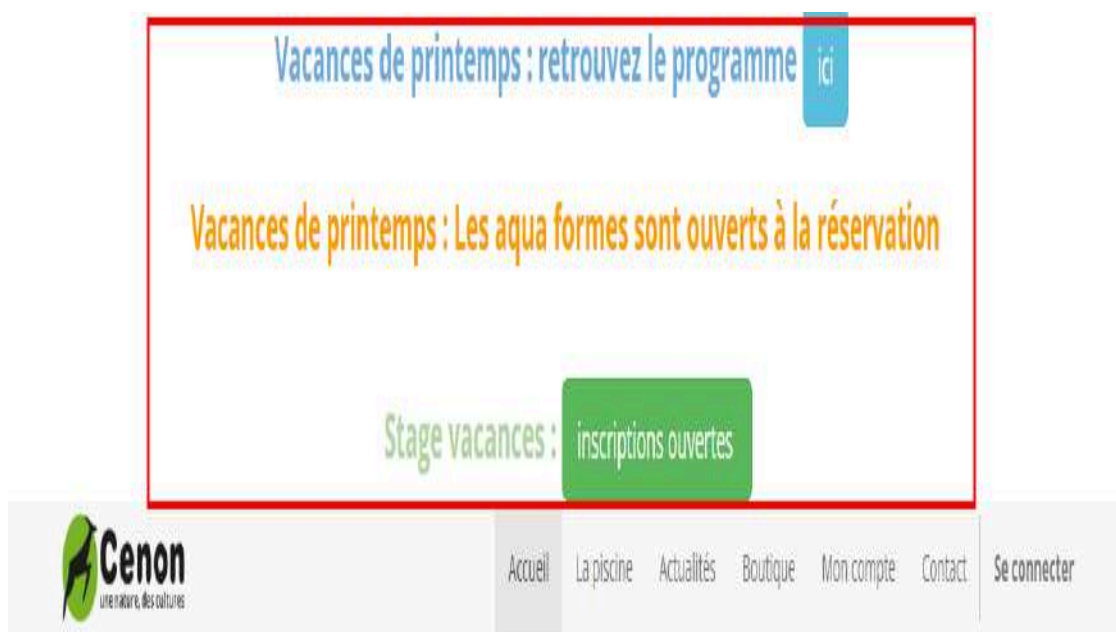 Vacances de printemps : retrouvez le programme ici
Vacances de printemps : Les aqua formes sont ouverts à la réservation
Stage vacances : inscriptions ouvertes
Cenon
une nature, des cultures
Accueil La piscine Actualités Boutique Mon compte Contact Se connecter